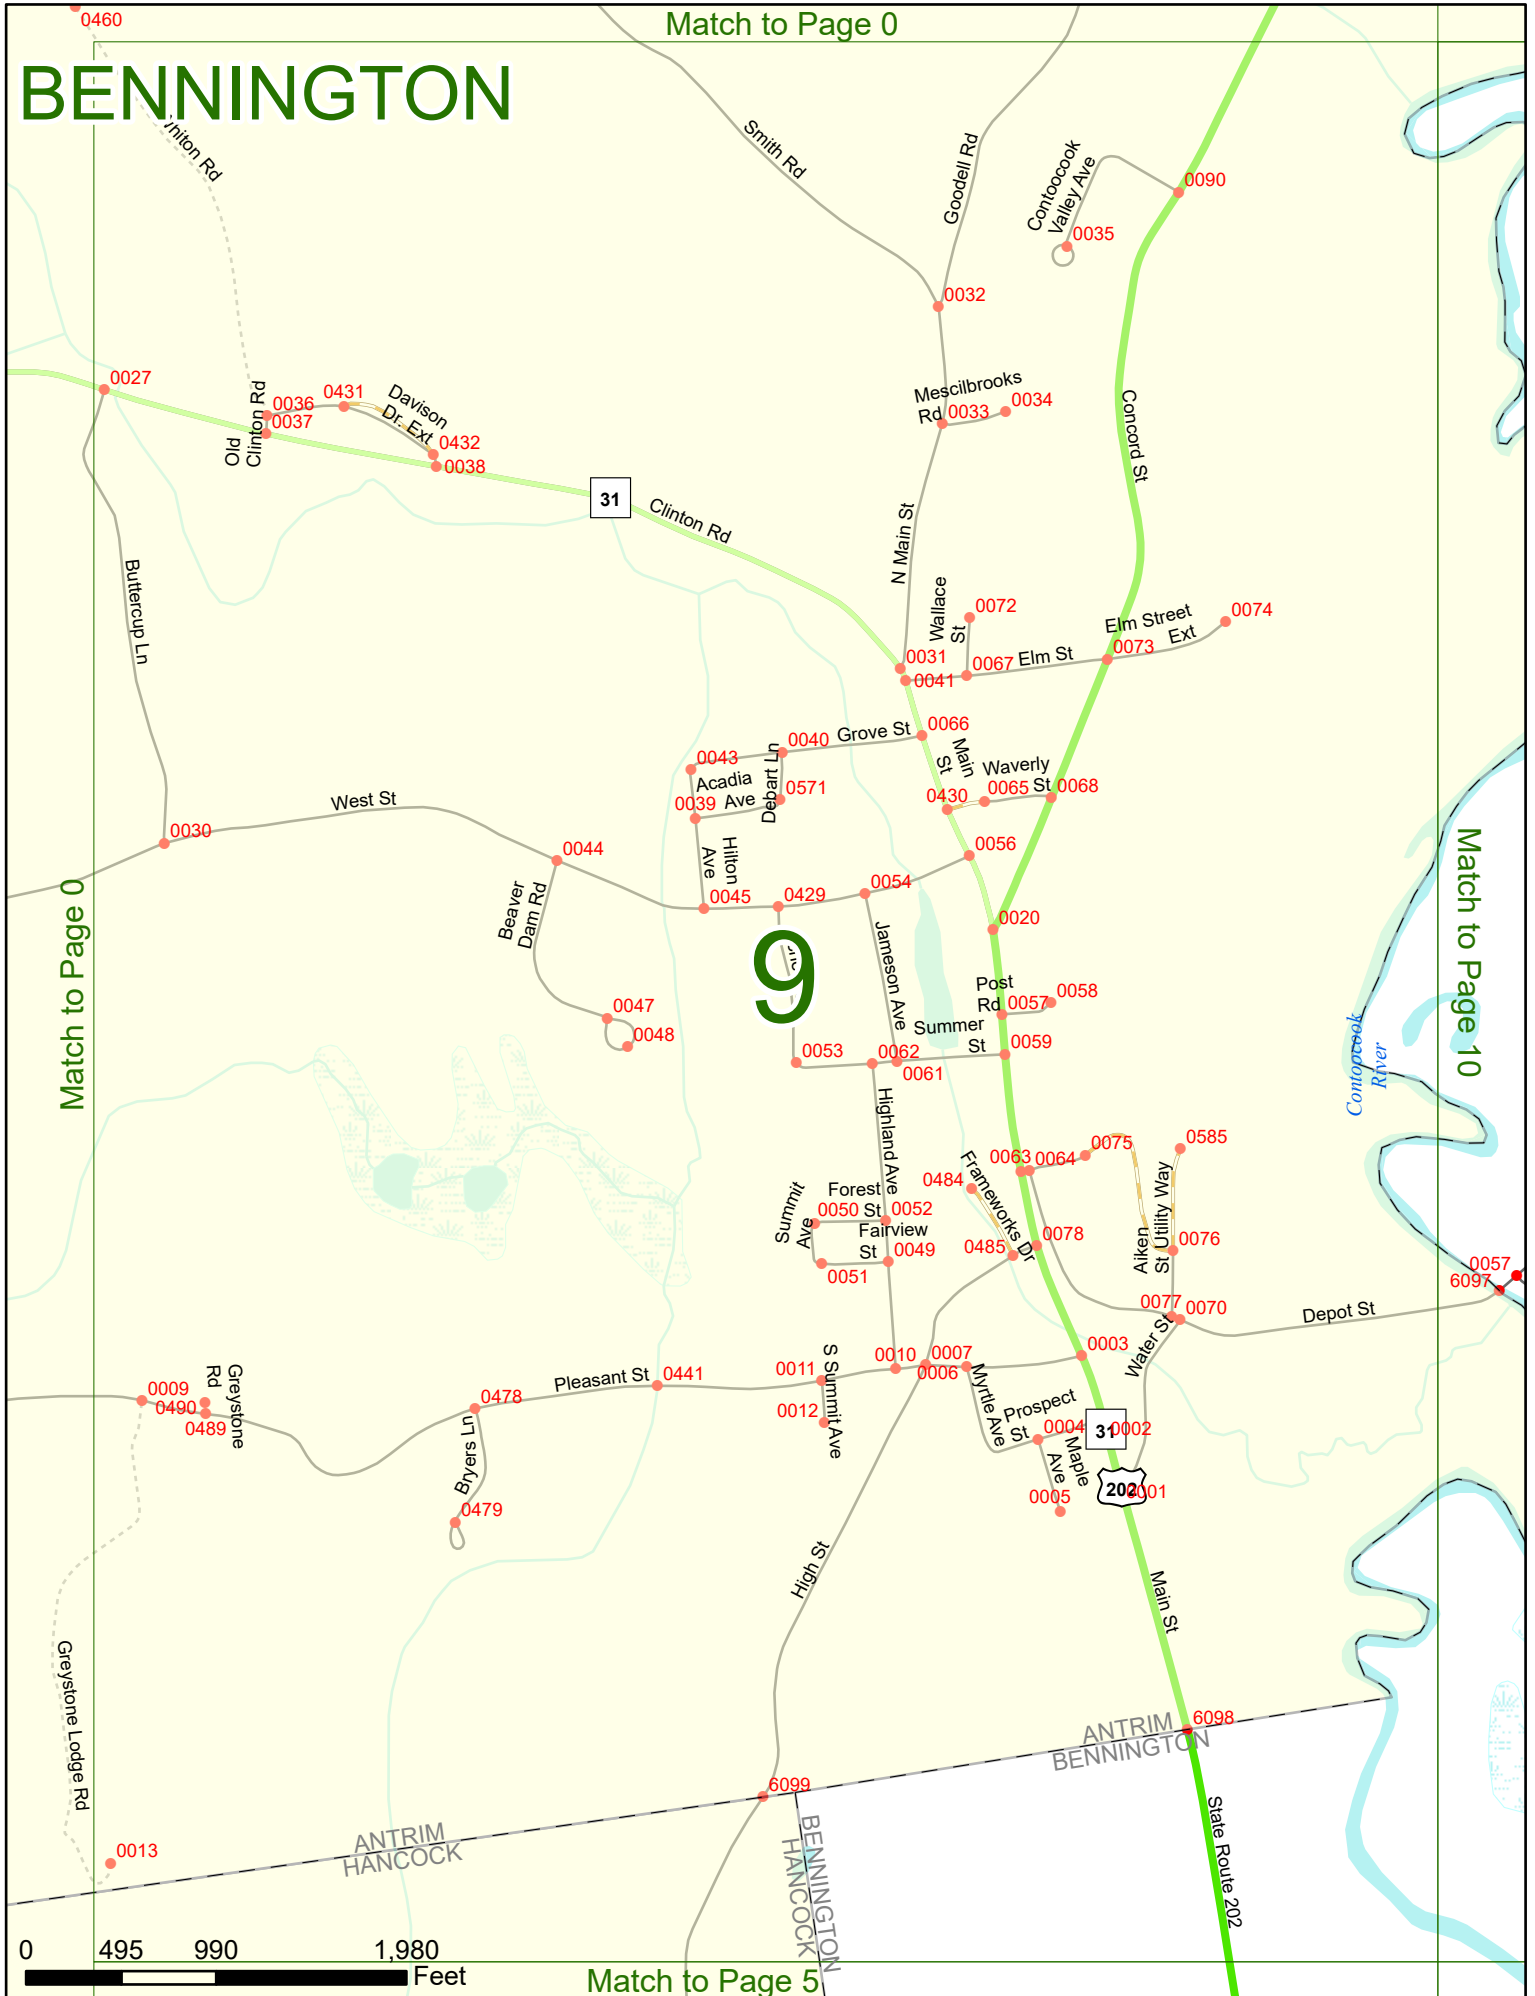 Match to Page 0
0460
BENNINGTON
Smith Rd
Goodell Rd
Contoocook
Valley Ave
0090
0035
0032
0027
Old
Clinton Rd
0036
0037
0431
Davison
Dr. Ext
0432
0038
Mescilbrooks
Rd
0033
0034
Concord St
31
Clinton Rd
N Main St
Buttercup Ln
Wallace
St
0072
Elm Street
Ext
0074
0031
0041
0067
Elm St
0073
0066
Grove St
0040
0043
Acadia
Ave
Debart Ln
0571
0039
Main
St
Waverly
St
0065
0068
0430
West St
0030
0044
Hilton
Ave
0056
Match to Page 0
Match to Page 10
Beaver
Dam Rd
0045
0429
0054
0020
9
Jameson Ave
Post
Rd
0057
0058
0047
0048
Summer
St
0059
0053
0062
0061
Contoocook
River
Highland Ave
0063
0064
0075
0585
Frameworks Dr
0484
0485
0078
Summit
Ave
Forest
St
0050
0052
Fairview
St
0049
0051
Aiken
St
Utility Way
0076
0057
6097
0077
0070
Depot St
Water St
0003
0010
0007
0006
0011
S Summit Ave
0012
0441
Pleasant St
0478
Bryers Ln
0479
Greystone
Rd
0009
0490
0489
Myrtle Ave
Prospect
St
0004
Maple
Ave
0005
31
0002
202
0001
High St
Main St
Greystone Lodge Rd
6098
ANTRIM
BENNINGTON
6099
ANTRIM
HANCOCK
0013
BENNINGTON
HANCOCK
State Route 202
0 495 990 1,980
Feet
Match to Page 5